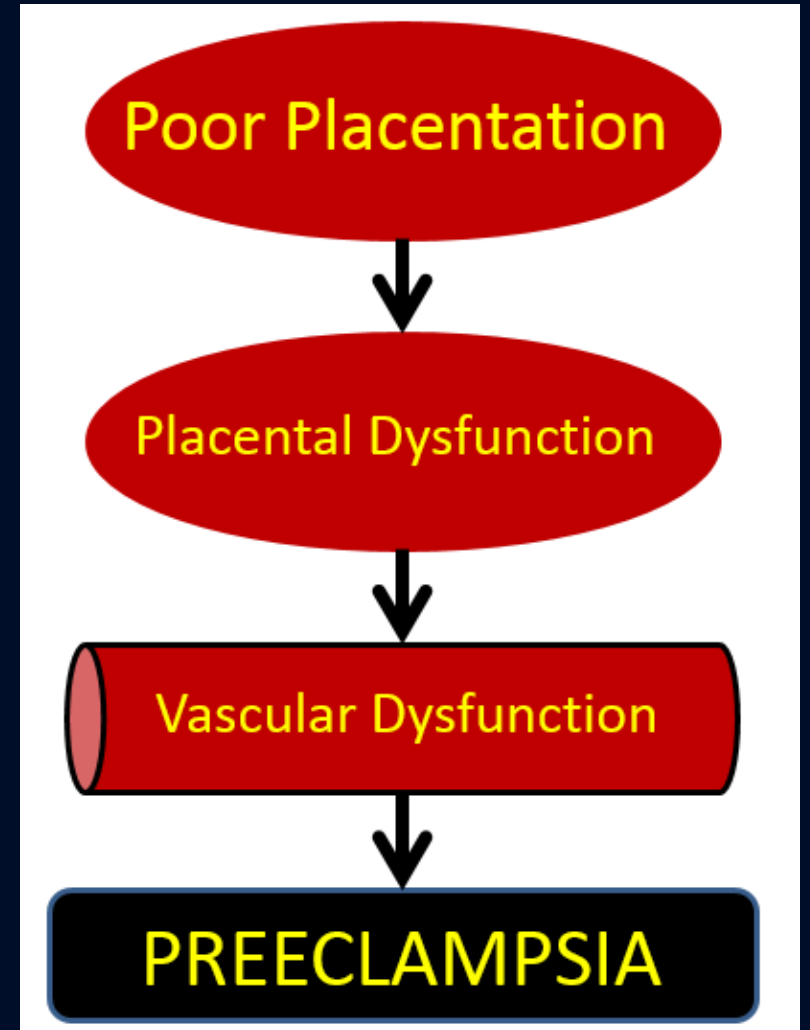 Poor Placentation
Placental Dysfunction
Vascular Dysfunction
PREECLAMPSIA